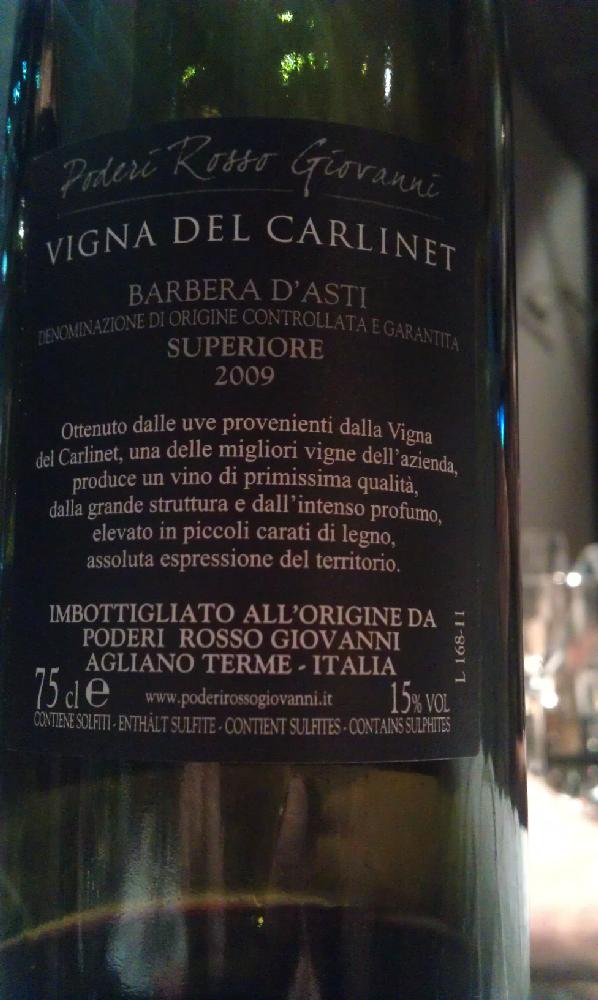 Poderi Rosso Giovanni
VIGNA DEL CARLINET
BARBERA D'ASTI
DENOMINAZIONE DI ORIGINE CONTROLLATA E GARANTITA
SUPERIORE
2009
Ottenuto dalle uve provenienti dalla Vigna
del Carlinet, una delle migliori vigne dell'azienda,
produce un vino di primissima qualità,
dalla grande struttura e dall'intenso profumo,
elevato in piccoli carati di legno,
assoluta espressione del territorio.
IMBOTTIGLIATO ALL'ORIGINE DA
PODERI ROSSO GIOVANNI
AGLIANO TERME - ITALIA
L 168-11
75 cl e www.poderirossogiovanni.it 15% VOL
CONTIENE SOLFITI - ENTHÄLT SULFITE - CONTIENT SULFITES - CONTAINS SULPHITES